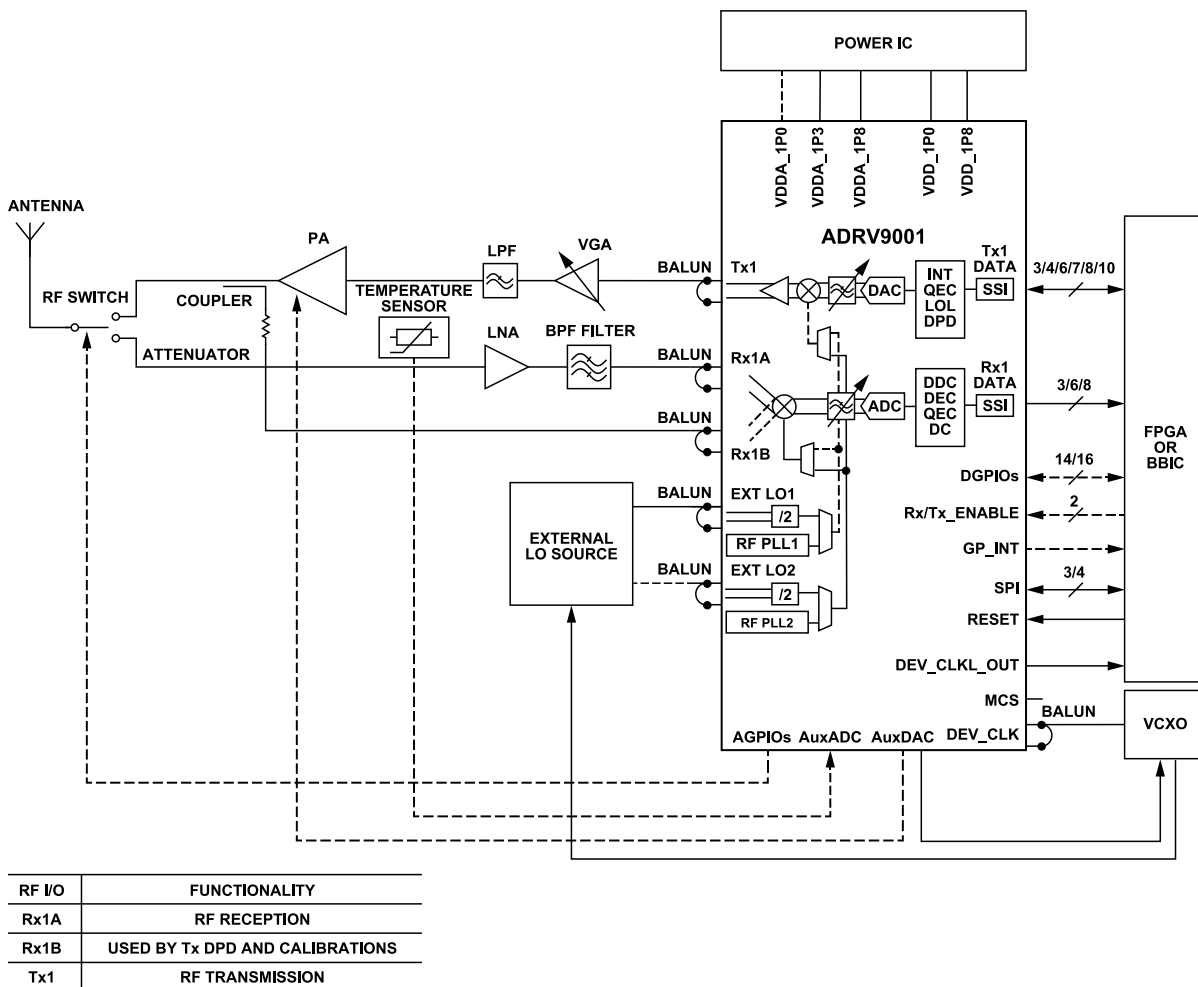 POWER IC
VDDA_1P0
VDDA_1P3
VDDA_1P8
VDD_1P0
VDD_1P8
ADRV9001
ANTENNA
PA
LPF
VGA
BALUN
Tx1
INT
QEC
LOL
DPD
Tx1
DATA
SSI
3/4/6/7/8/10
DAC
RF SWITCH
COUPLER
TEMPERATURE
SENSOR
ATTENUATOR
LNA
BPF FILTER
BALUN
Rx1A
ADC
DDC
DEC
QEC
DC
Rx1
DATA
SSI
3/6/8
BALUN
Rx1B
FPGA
OR
BBIC
DGPIOs
14/16
Rx/Tx_ENABLE
2
GP_INT
SPI
3/4
RESET
DEV_CLKL_OUT
EXTERNAL
LO SOURCE
BALUN
EXT LO1
/2
RF PLL1
BALUN
EXT LO2
/2
RF PLL2
MCS
BALUN
DEV_CLK
VCXO
AGPIOs
AuxADC
AuxDAC
RF I/O FUNCTIONALITY
Rx1A RF RECEPTION
Rx1B USED BY Tx DPD AND CALIBRATIONS
Tx1 RF TRANSMISSION